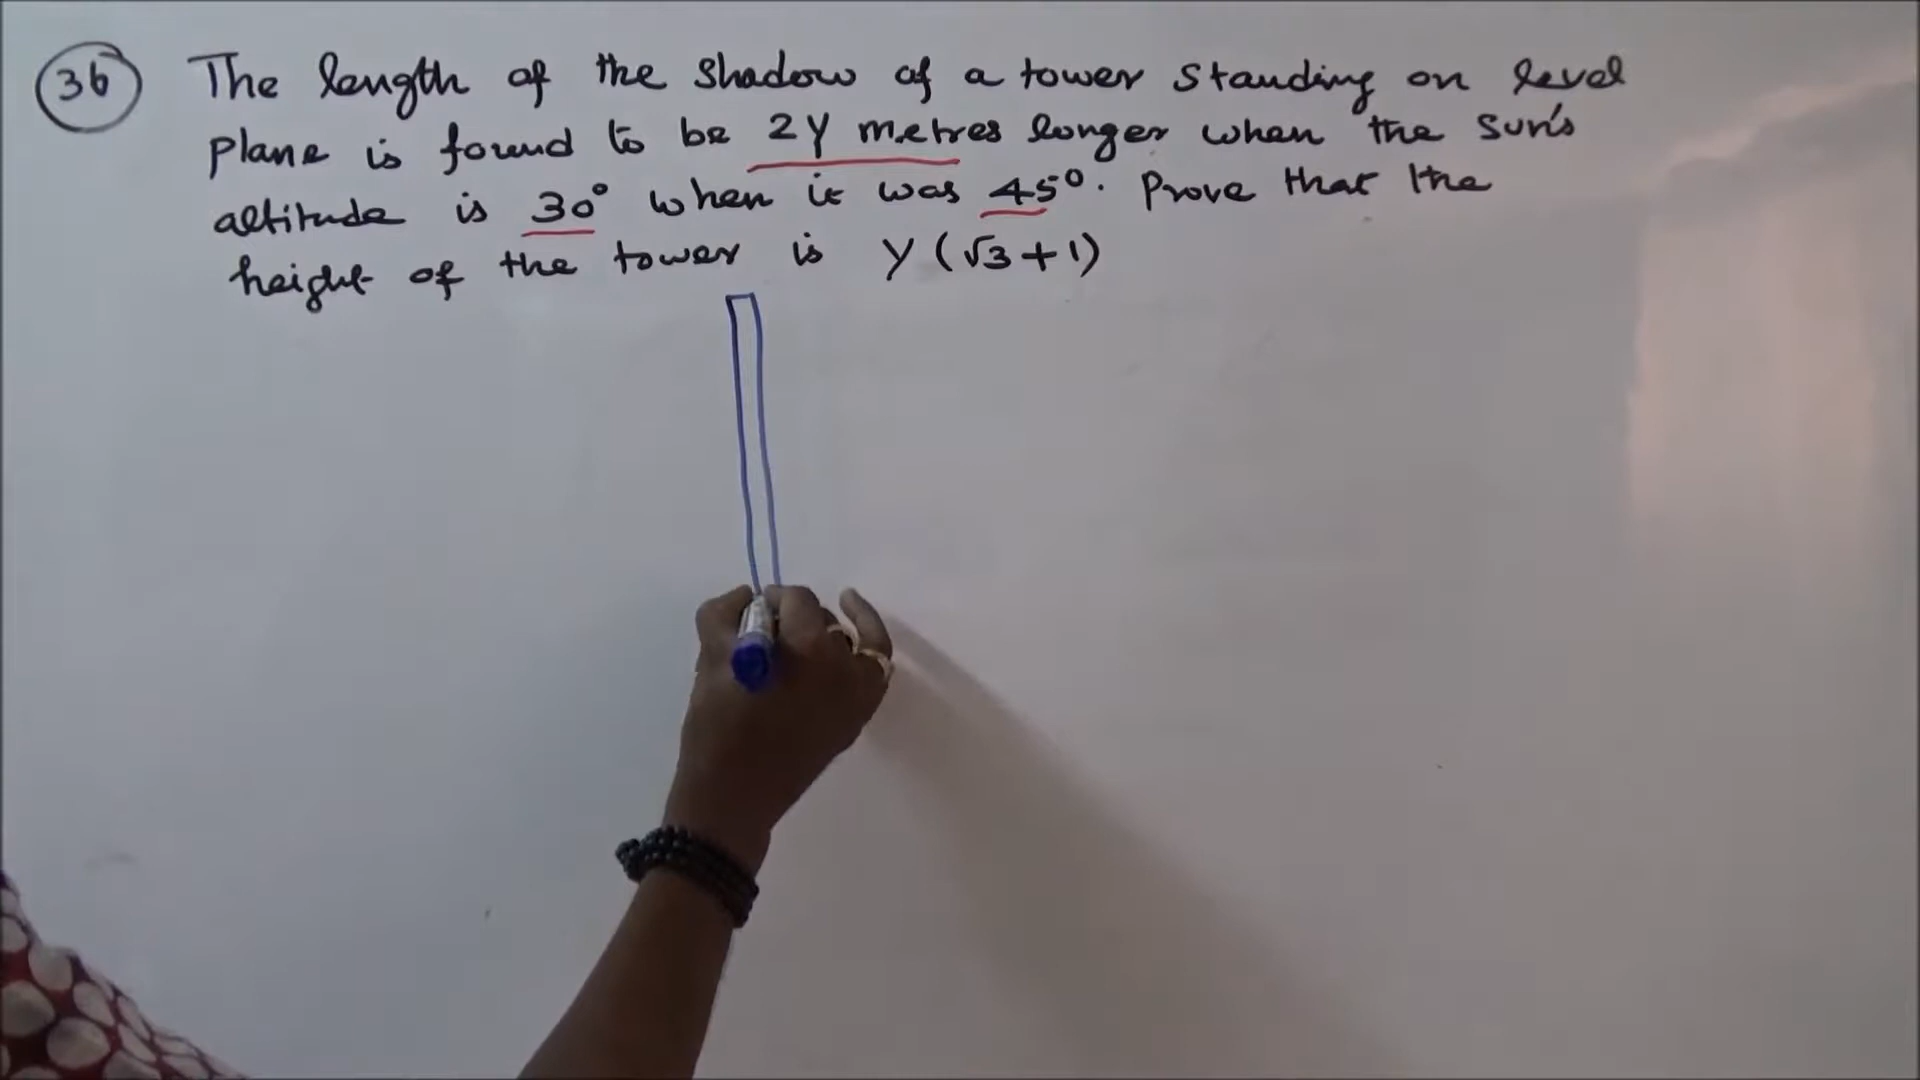 36 The length of the shadow of a tower standing on level
plane is found to be 2Y metres longer when the sun's
altitude is 30° when it was 45°. Prove that the
height of the tower is Y (√3+1)